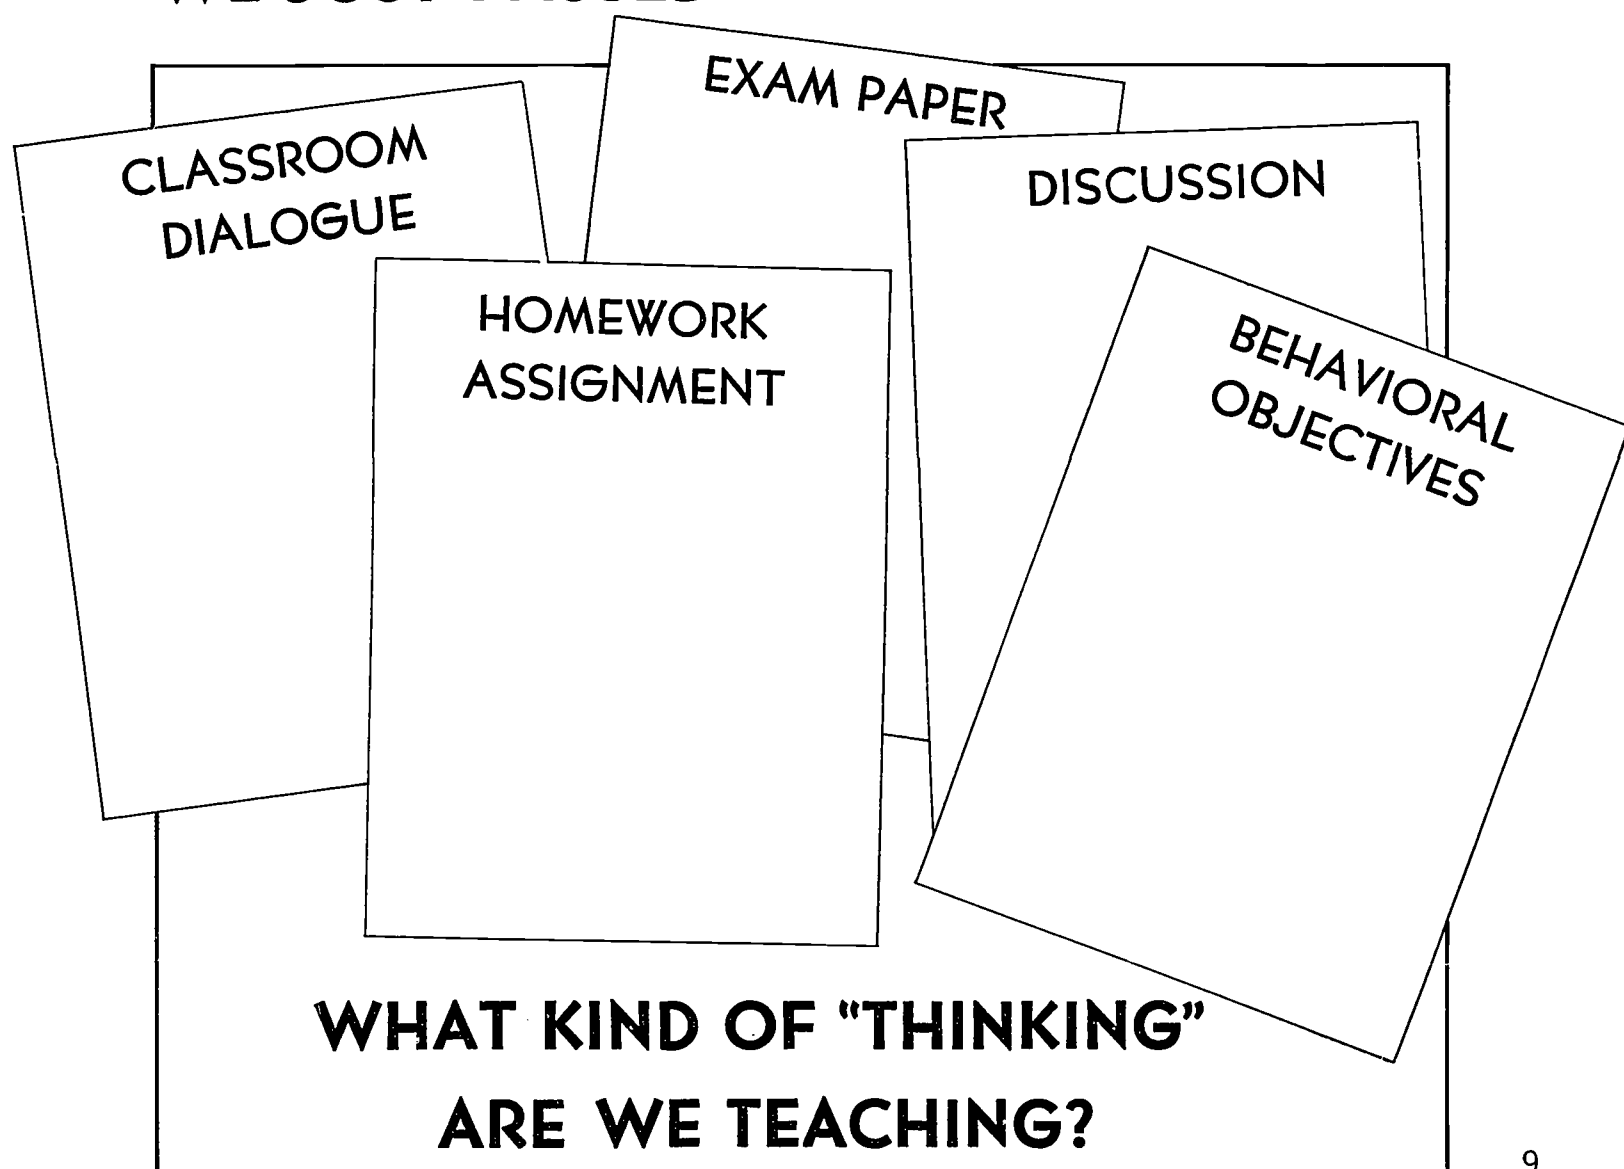 EXAM PAPER
CLASSROOM
DIALOGUE
DISCUSSION
HOMEWORK
ASSIGNMENT
BEHAVIORAL
OBJECTIVES
WHAT KIND OF "THINKING"
ARE WE TEACHING?
9